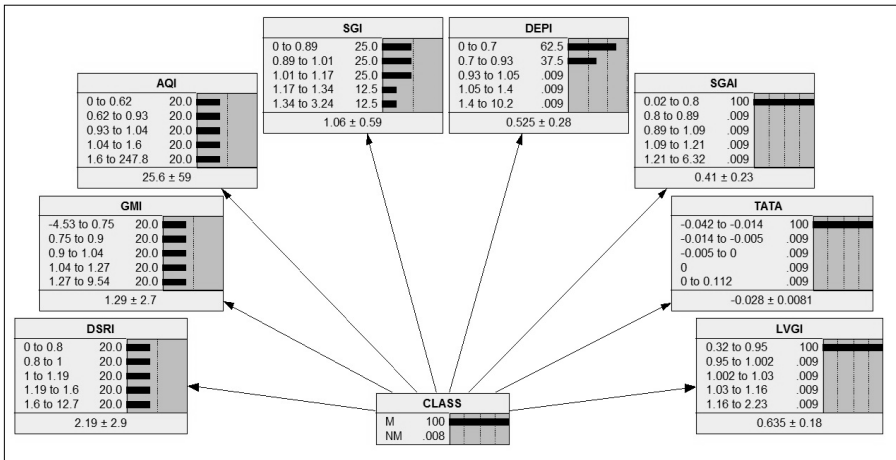 SGI
0 to 0.89 25.0
0.89 to 1.01 25.0
1.01 to 1.17 25.0
1.17 to 1.34 12.5
1.34 to 3.24 12.5
1.06 ± 0.59
DEPI
0 to 0.7 62.5
0.7 to 0.93 37.5
0.93 to 1.05 .009
1.05 to 1.4 .009
1.4 to 10.2 .009
0.525 ± 0.28
AQI
0 to 0.62 20.0
0.62 to 0.93 20.0
0.93 to 1.04 20.0
1.04 to 1.6 20.0
1.6 to 247.8 20.0
25.6 ± 59
SGAI
0.02 to 0.8 100
0.8 to 0.89 .009
0.89 to 1.09 .009
1.09 to 1.21 .009
1.21 to 6.32 .009
0.41 ± 0.23
GMI
-4.53 to 0.75 20.0
0.75 to 0.9 20.0
0.9 to 1.04 20.0
1.04 to 1.27 20.0
1.27 to 9.54 20.0
1.29 ± 2.7
TATA
-0.042 to -0.014 100
-0.014 to -0.005 .009
-0.005 to 0 .009
0 .009
0 to 0.112 .009
-0.028 ± 0.0081
DSRI
0 to 0.8 20.0
0.8 to 1 20.0
1 to 1.19 20.0
1.19 to 1.6 20.0
1.6 to 12.7 20.0
2.19 ± 2.9
LVGI
0.32 to 0.95 100
0.95 to 1.002 .009
1.002 to 1.03 .009
1.03 to 1.16 .009
1.16 to 2.23 .009
0.635 ± 0.18
CLASS
M 100
NM .008